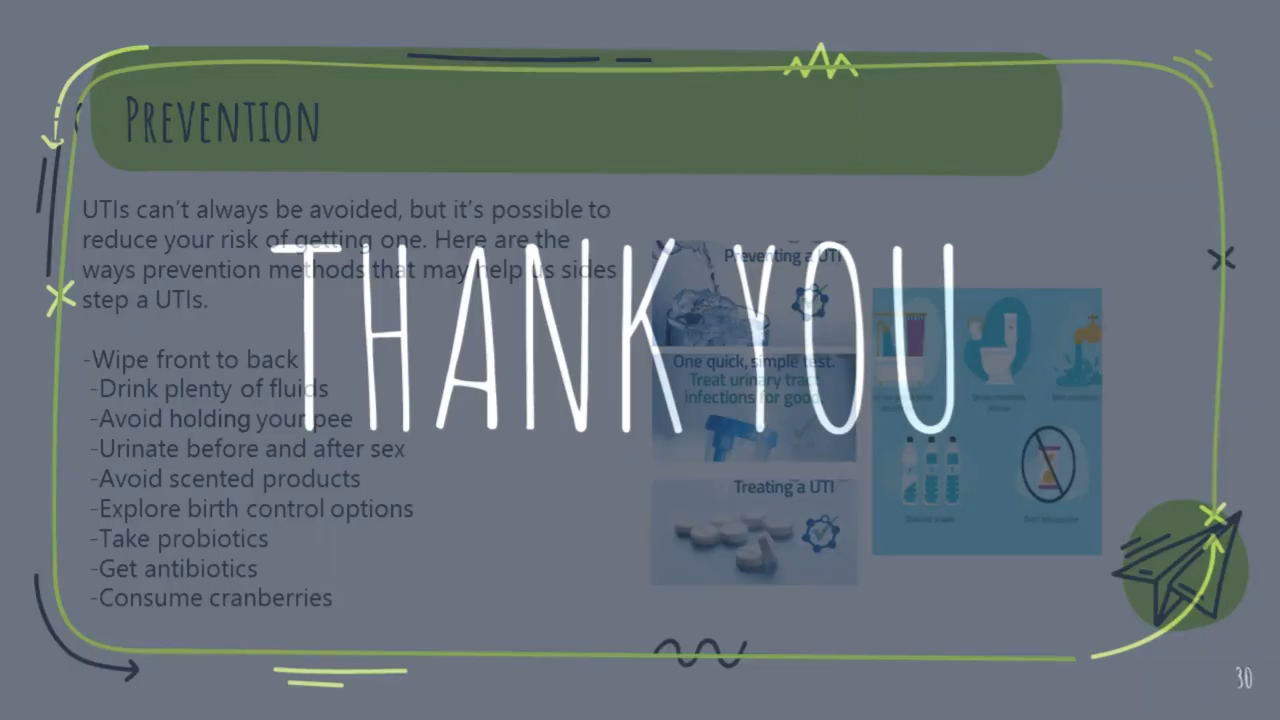 PREVENTION
UTIs can't always be avoided, but it's possible to
reduce your risk of getting one. Here are the
ways prevention methods that may help us sides
step a UTIs.
-Wipe front to back
-Drink plenty of fluids
-Avoid holding your pee
-Urinate before and after sex
-Avoid scented products
-Explore birth control options
-Take probiotics
-Get antibiotics
-Consume cranberries
THANK YOU
Preventing a UTI
One quick, simple test.
Treat urinary tract
infections for good.
Treating a UTI
30